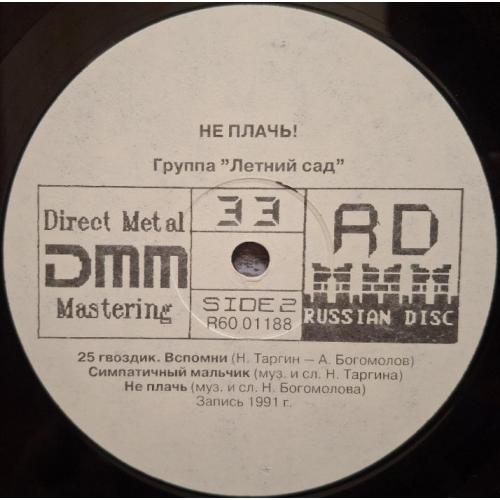 НЕ ПЛАЧЬ!
Группа "Летний сад"
Direct Metal
DMM
Mastering
33
SIDE 2
R60 01188
RD
RUSSIAN DISC
25 гвоздик. Вспомни (Н. Таргин – А. Богомолов)
Симпатичный мальчик (муз. и сл. Н. Таргина)
Не плачь (муз. и сл. Н. Богомолова)
Запись 1991 г.